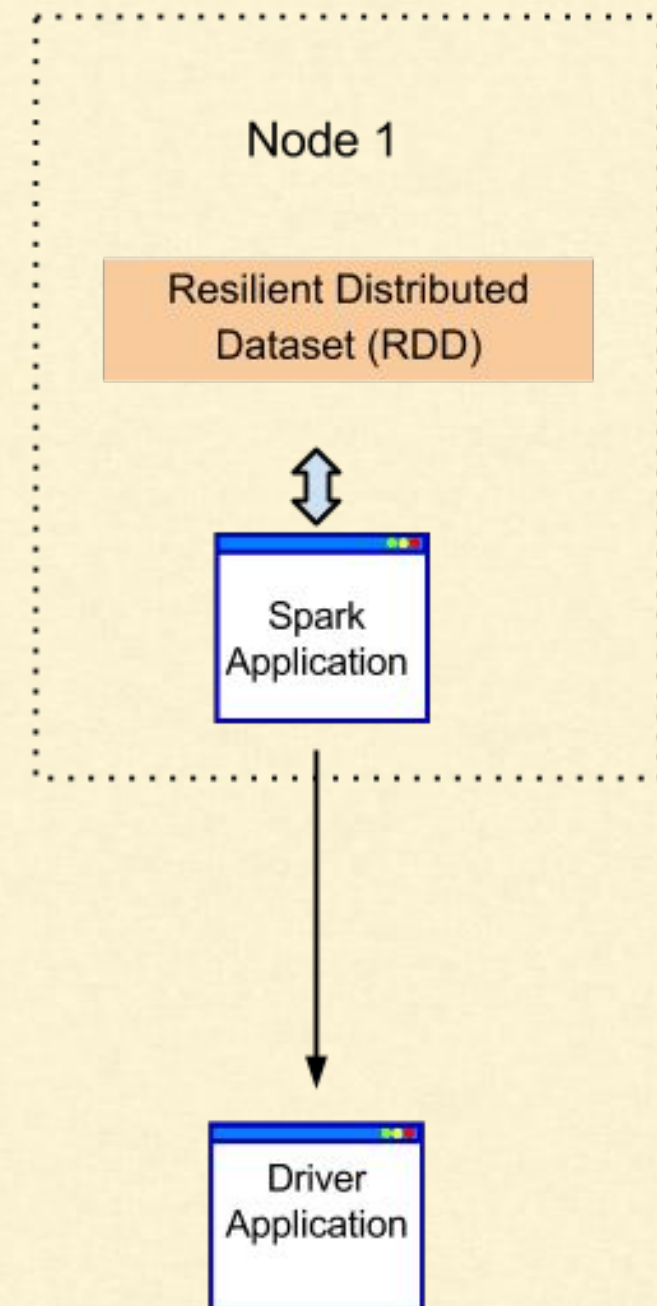 Node 1
Resilient Distributed
Dataset (RDD)
Spark
Application
Driver
Application